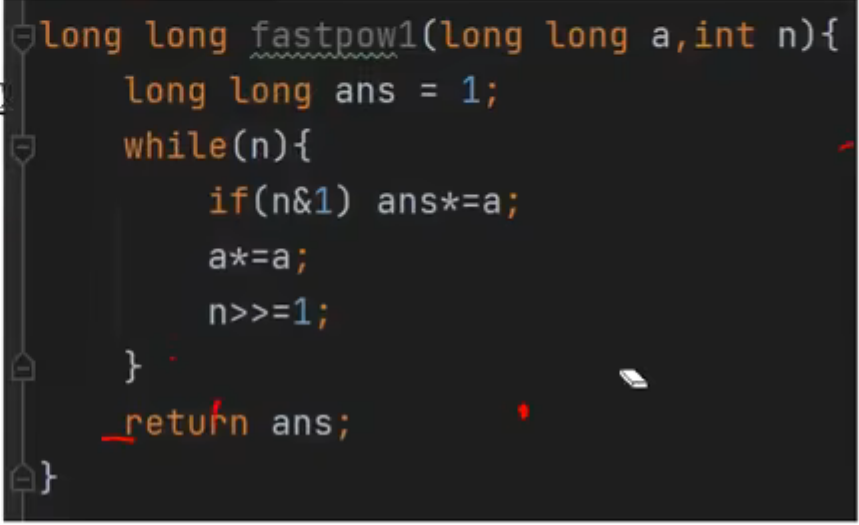 long long fastpow1(long long a,int n){
long long ans = 1;
while(n){
if(n&1) ans*=a;
a*=a;
n>>=1;
}
return ans;
}